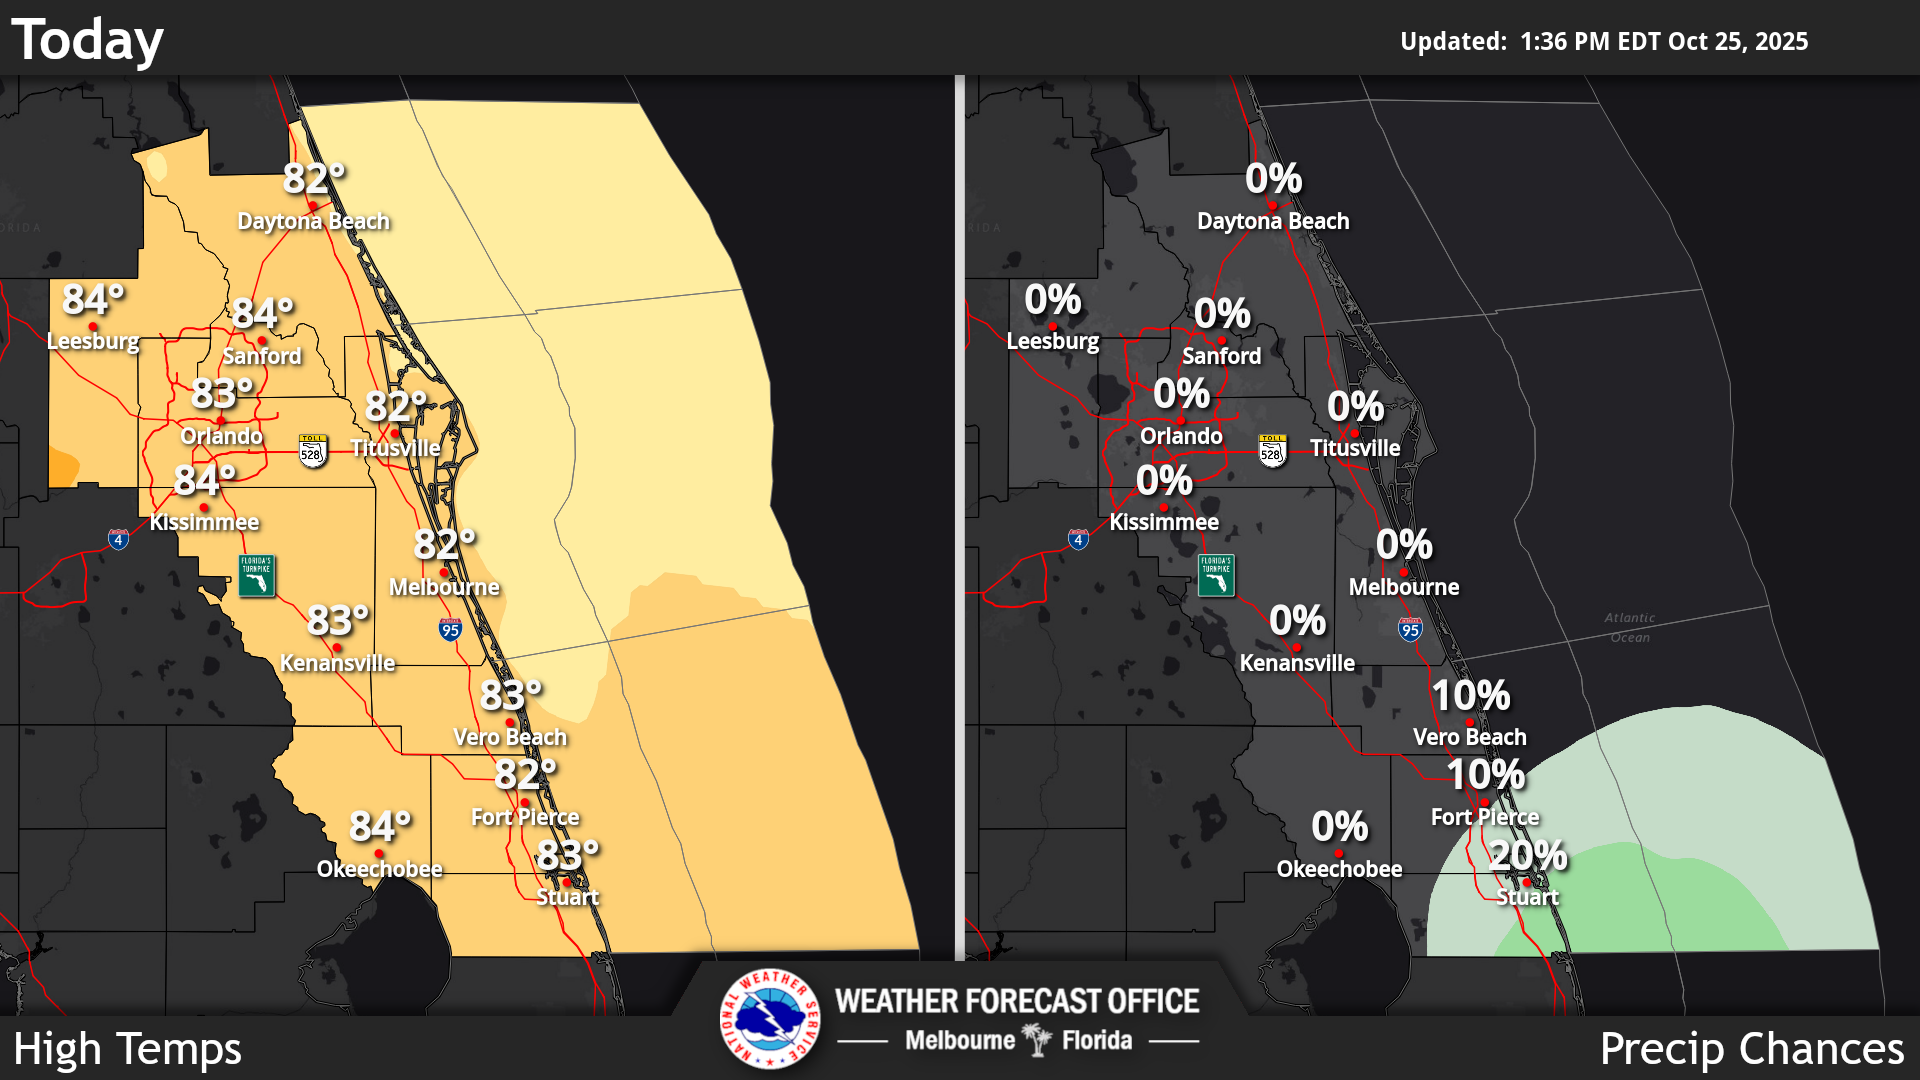 Today
Updated:  1:36 PM EDT Oct 25, 2025
82°
Daytona Beach
84°
Leesburg
84°
Sanford
83°
Orlando
82°
Titusville
TOLL
528
84°
Kissimmee
4
FLORIDA'S
TURNPIKE
82°
Melbourne
95
83°
Kenansville
83°
Vero Beach
82°
Fort Pierce
84°
Okeechobee
83°
Stuart
0%
Daytona Beach
RIDA
0%
Leesburg
0%
Sanford
0%
Orlando
0%
Titusville
TOLL
528
0%
Kissimmee
4
FLORIDA'S
TURNPIKE
0%
Melbourne
95
Atlantic
Ocean
0%
Kenansville
10%
Vero Beach
10%
Fort Pierce
0%
Okeechobee
20%
Stuart
NATIONAL WEATHER SERVICE
WEATHER FORECAST OFFICE
Melbourne Florida
High Temps
Precip Chances